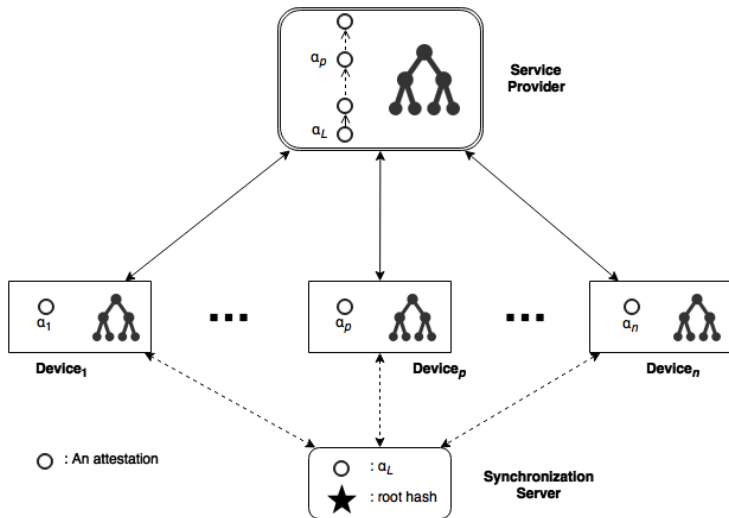 α_p
α_L
Service
Provider
α_1
α_p
α_n
Device_1
Device_p
Device_n
: An attestation
: α_L
: root hash
Synchronization
Server